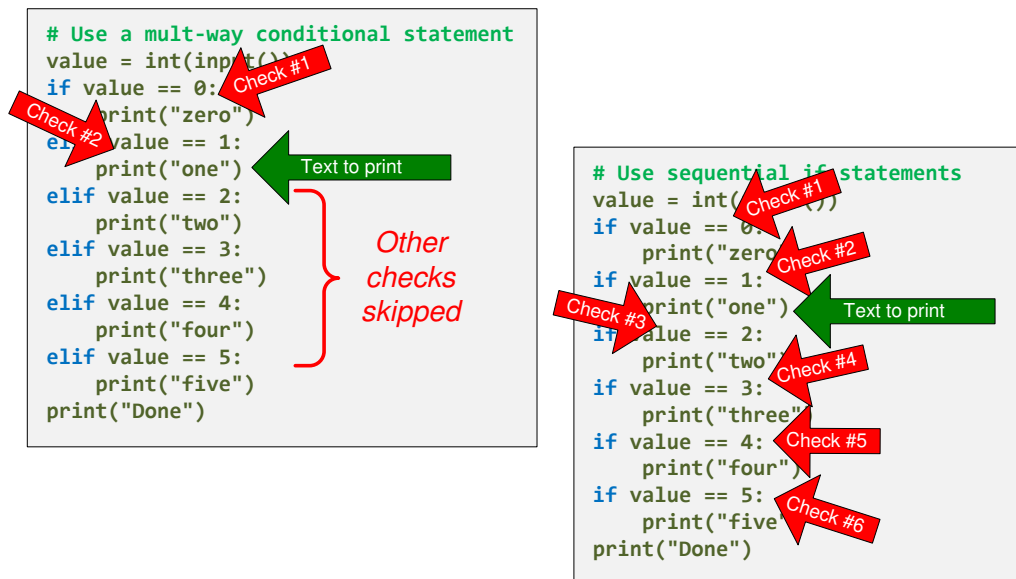 # Use a mult-way conditional statement
value = int(input())
if value == 0:
Check #1
print("zero")
Check #2
elif value == 1:
print("one")
Text to print
elif value == 2:
print("two")
elif value == 3:
print("three")
elif value == 4:
print("four")
elif value == 5:
print("five")
print("Done")
Other
checks
skipped
# Use sequential if statements
value = int(input())
Check #1
if value == 0:
print("zero
Check #2
if value == 1:
print("one")
Text to print
Check #3
if value == 2:
print("two")
Check #4
if value == 3:
print("three"
if value == 4:
Check #5
print("four")
if value == 5:
Check #6
print("five"
print("Done")